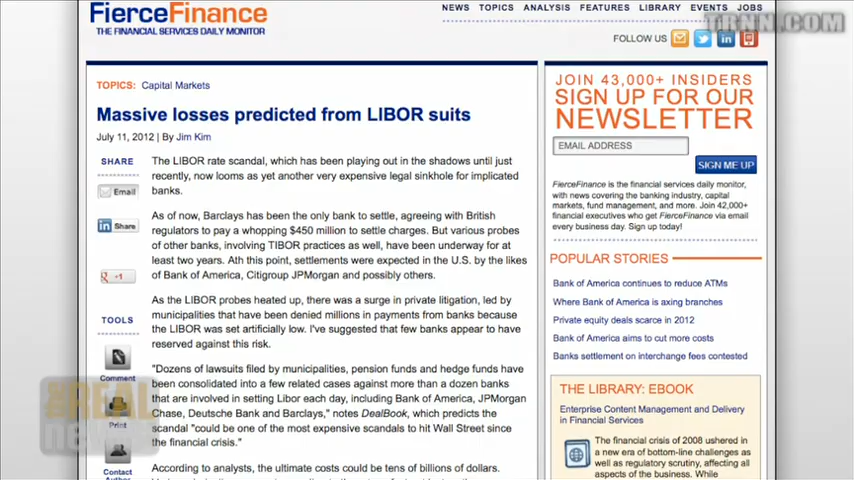 FierceFinance
THE FINANCIAL SERVICES DAILY MONITOR
NEWS TOPICS ANALYSIS FEATURES LIBRARY EVENTS JOBS
TRNN.COM
FOLLOW US
TOPICS: Capital Markets
Massive losses predicted from LIBOR suits
July 11, 2012 | By Jim Kim
SHARE
Email
Share
+1
TOOLS
Comment
Print
Contact
Author
The LIBOR rate scandal, which has been playing out in the shadows until just
recently, now looms as yet another very expensive legal sinkhole for implicated
banks.
As of now, Barclays has been the only bank to settle, agreeing with British
regulators to pay a whopping $450 million to settle charges. But various probes
of other banks, involving TIBOR practices as well, have been underway for at
least two years. Ath this point, settlements were expected in the U.S. by the likes
of Bank of America, Citigroup JPMorgan and possibly others.
As the LIBOR probes heated up, there was a surge in private litigation, led by
municipalities that have been denied millions in payments from banks because
the LIBOR was set artificially low. I've suggested that few banks appear to have
reserved against this risk.
"Dozens of lawsuits filed by municipalities, pension funds and hedge funds have
been consolidated into a few related cases against more than a dozen banks
that are involved in setting Libor each day, including Bank of America, JPMorgan
Chase, Deutsche Bank and Barclays," notes DealBook, which predicts the
scandal "could be one of the most expensive scandals to hit Wall Street since
the financial crisis."
According to analysts, the ultimate costs could be tens of billions of dollars.
JOIN 43,000+ INSIDERS
SIGN UP FOR OUR
NEWSLETTER
EMAIL ADDRESS
SIGN ME UP
FierceFinance is the financial services daily monitor,
with news covering the banking industry, capital
markets, fund management, and more. Join 42,000+
financial executives who get FierceFinance via email
every business day. Sign up today!
POPULAR STORIES
Bank of America continues to reduce ATMs
Where Bank of America is axing branches
Private equity deals scarce in 2012
Bank of America aims to cut more costs
Banks settlement on interchange fees contested
THE LIBRARY: EBOOK
Enterprise Content Management and Delivery
in Financial Services
The financial crisis of 2008 ushered in
a new era of bottom-line challenges as
well as regulatory scrutiny, affecting all
aspects of the business. While
THE REAL
news